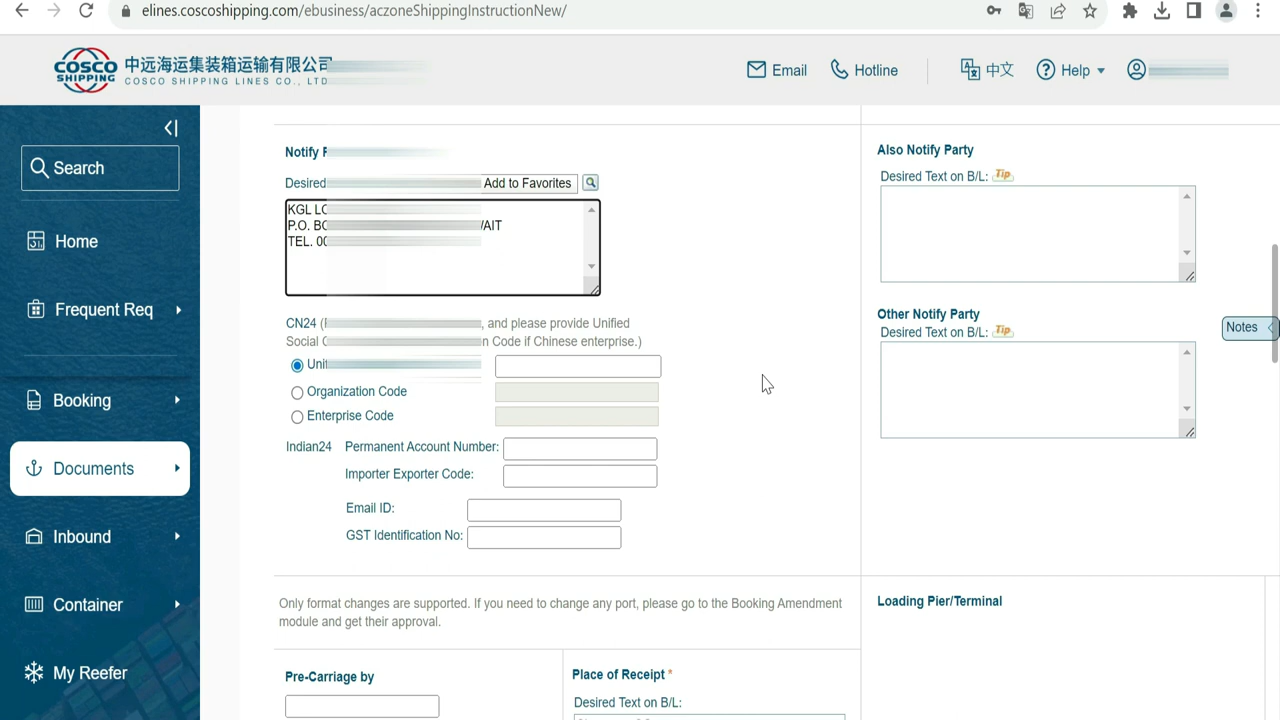 elines.coscoshipping.com/ebusiness/aczoneShippingInstructionNew/
COSCO SHIPPING
中远海运集装箱运输有限公司
COSCO SHIPPING LINES CO., LTD
Email
Hotline
中文
Help
Search
Home
Frequent Req
Booking
Documents
Inbound
Container
My Reefer
Notify
Desired
Add to Favorites
KGL
P.O.
TEL.
CN24
, and please provide Unified
Social
Code if Chinese enterprise.)
Organization Code
Enterprise Code
Indian24 Permanent Account Number:
Importer Exporter Code:
Email ID:
GST Identification No:
Also Notify Party
Desired Text on B/L: Tip
Other Notify Party
Desired Text on B/L: Tip
Notes
Only format changes are supported. If you need to change any port, please go to the Booking Amendment
module and get their approval.
Loading Pier/Terminal
Pre-Carriage by
Place of Receipt *
Desired Text on B/L: